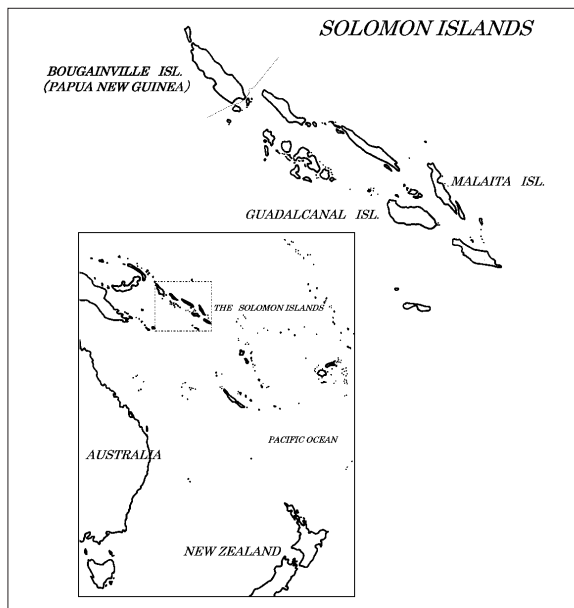 SOLOMON ISLANDS
BOUGAINVILLE ISL.
(PAPUA NEW GUINEA)
MALAITA ISL.
GUADALCANAL ISL.
THE SOLOMON ISLANDS
PACIFIC OCEAN
AUSTRALIA
NEW ZEALAND